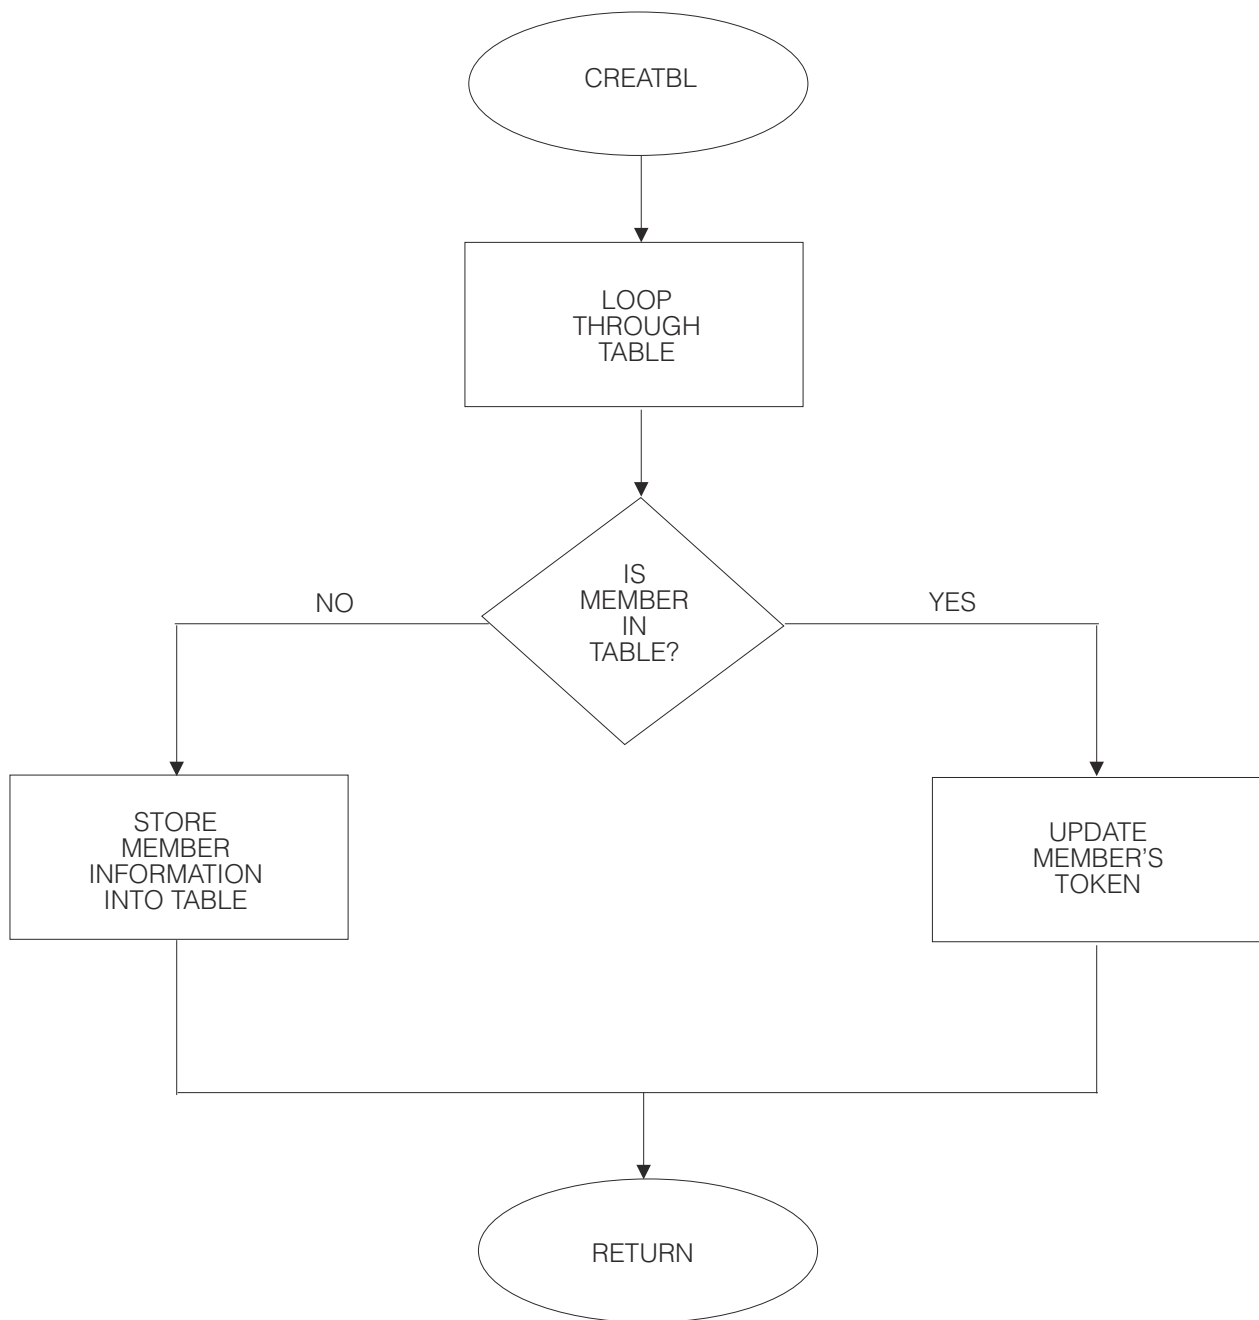 CREATBL
LOOP
THROUGH
TABLE
IS
MEMBER
IN
TABLE?
NO
YES
STORE
MEMBER
INFORMATION
INTO TABLE
UPDATE
MEMBER’S
TOKEN
RETURN